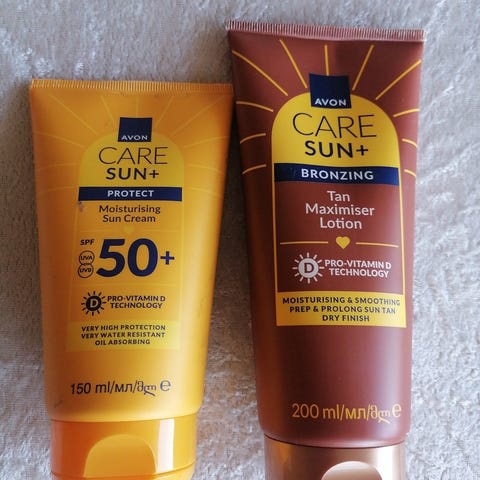 AVON
CARE
SUN+
PROTECT
Moisturising
Sun Cream
SPF
UVA
UVB
50+
D
PRO-VITAMIN D
TECHNOLOGY
VERY HIGH PROTECTION
VERY WATER RESISTANT
OIL ABSORBING
150 ml/мл/მლ e
AVON
CARE
SUN+
BRONZING
Tan
Maximiser
Lotion
D
PRO-VITAMIN D
TECHNOLOGY
MOISTURISING & SMOOTHING
PREP & PROLONG SUN TAN
DRY FINISH
200 ml/мл/მლ e